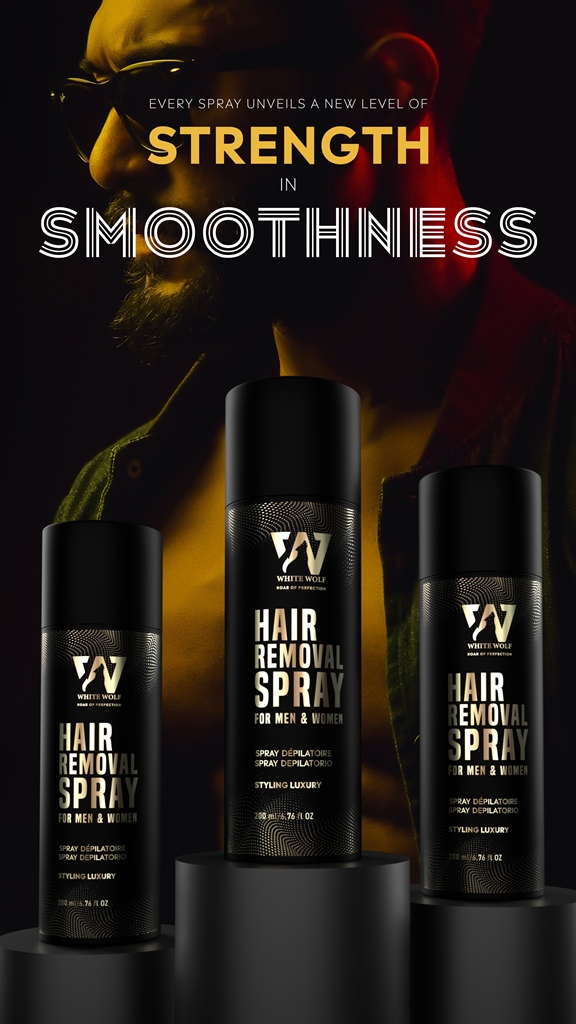 EVERY SPRAY UNVEILS A NEW LEVEL OF
STRENGTH
IN
SMOOTHNESS
WHITE WOLF
ROAR OF PERFECTION
HAIR
REMOVAL
SPRAY
FOR MEN & WOMEN
SPRAY DÉPILATOIRE
SPRAY DEPILATORIO
STYLING LUXURY
200 ml/6,76 fl OZ
WHITE WOLF
ROAR OF PERFECTION
HAIR
REMOVAL
SPRAY
FOR MEN & WOMEN
SPRAY DÉPILATOIRE
SPRAY DEPILATORIO
STYLING LUXURY
200 ml/6,76 fl OZ
WHITE WOLF
ROAR OF PERFECTION
HAIR
REMOVAL
SPRAY
FOR MEN & WOMEN
SPRAY DÉPILATOIRE
SPRAY DEPILATORIO
STYLING LUXURY
200 ml/6,76 fl OZ